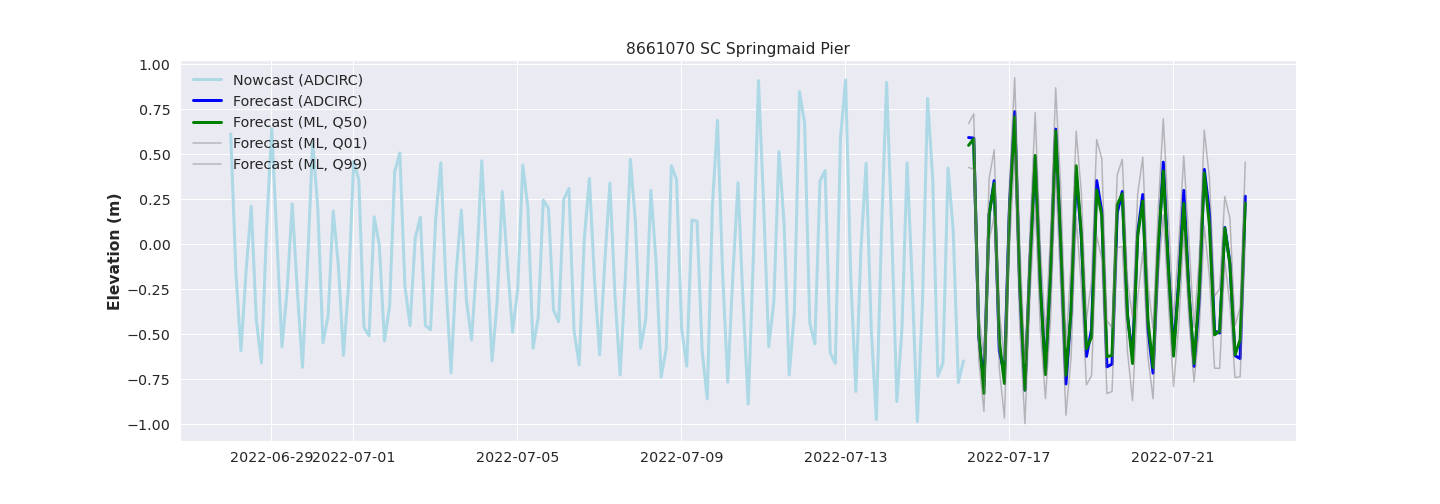 8661070 SC Springmaid Pier
Nowcast (ADCIRC)
Forecast (ADCIRC)
Forecast (ML, Q50)
Forecast (ML, Q01)
Forecast (ML, Q99)
Elevation (m)
1.00
0.75
0.50
0.25
0.00
−0.25
−0.50
−0.75
−1.00
2022-06-29 2022-07-01 2022-07-05 2022-07-09 2022-07-13 2022-07-17 2022-07-21